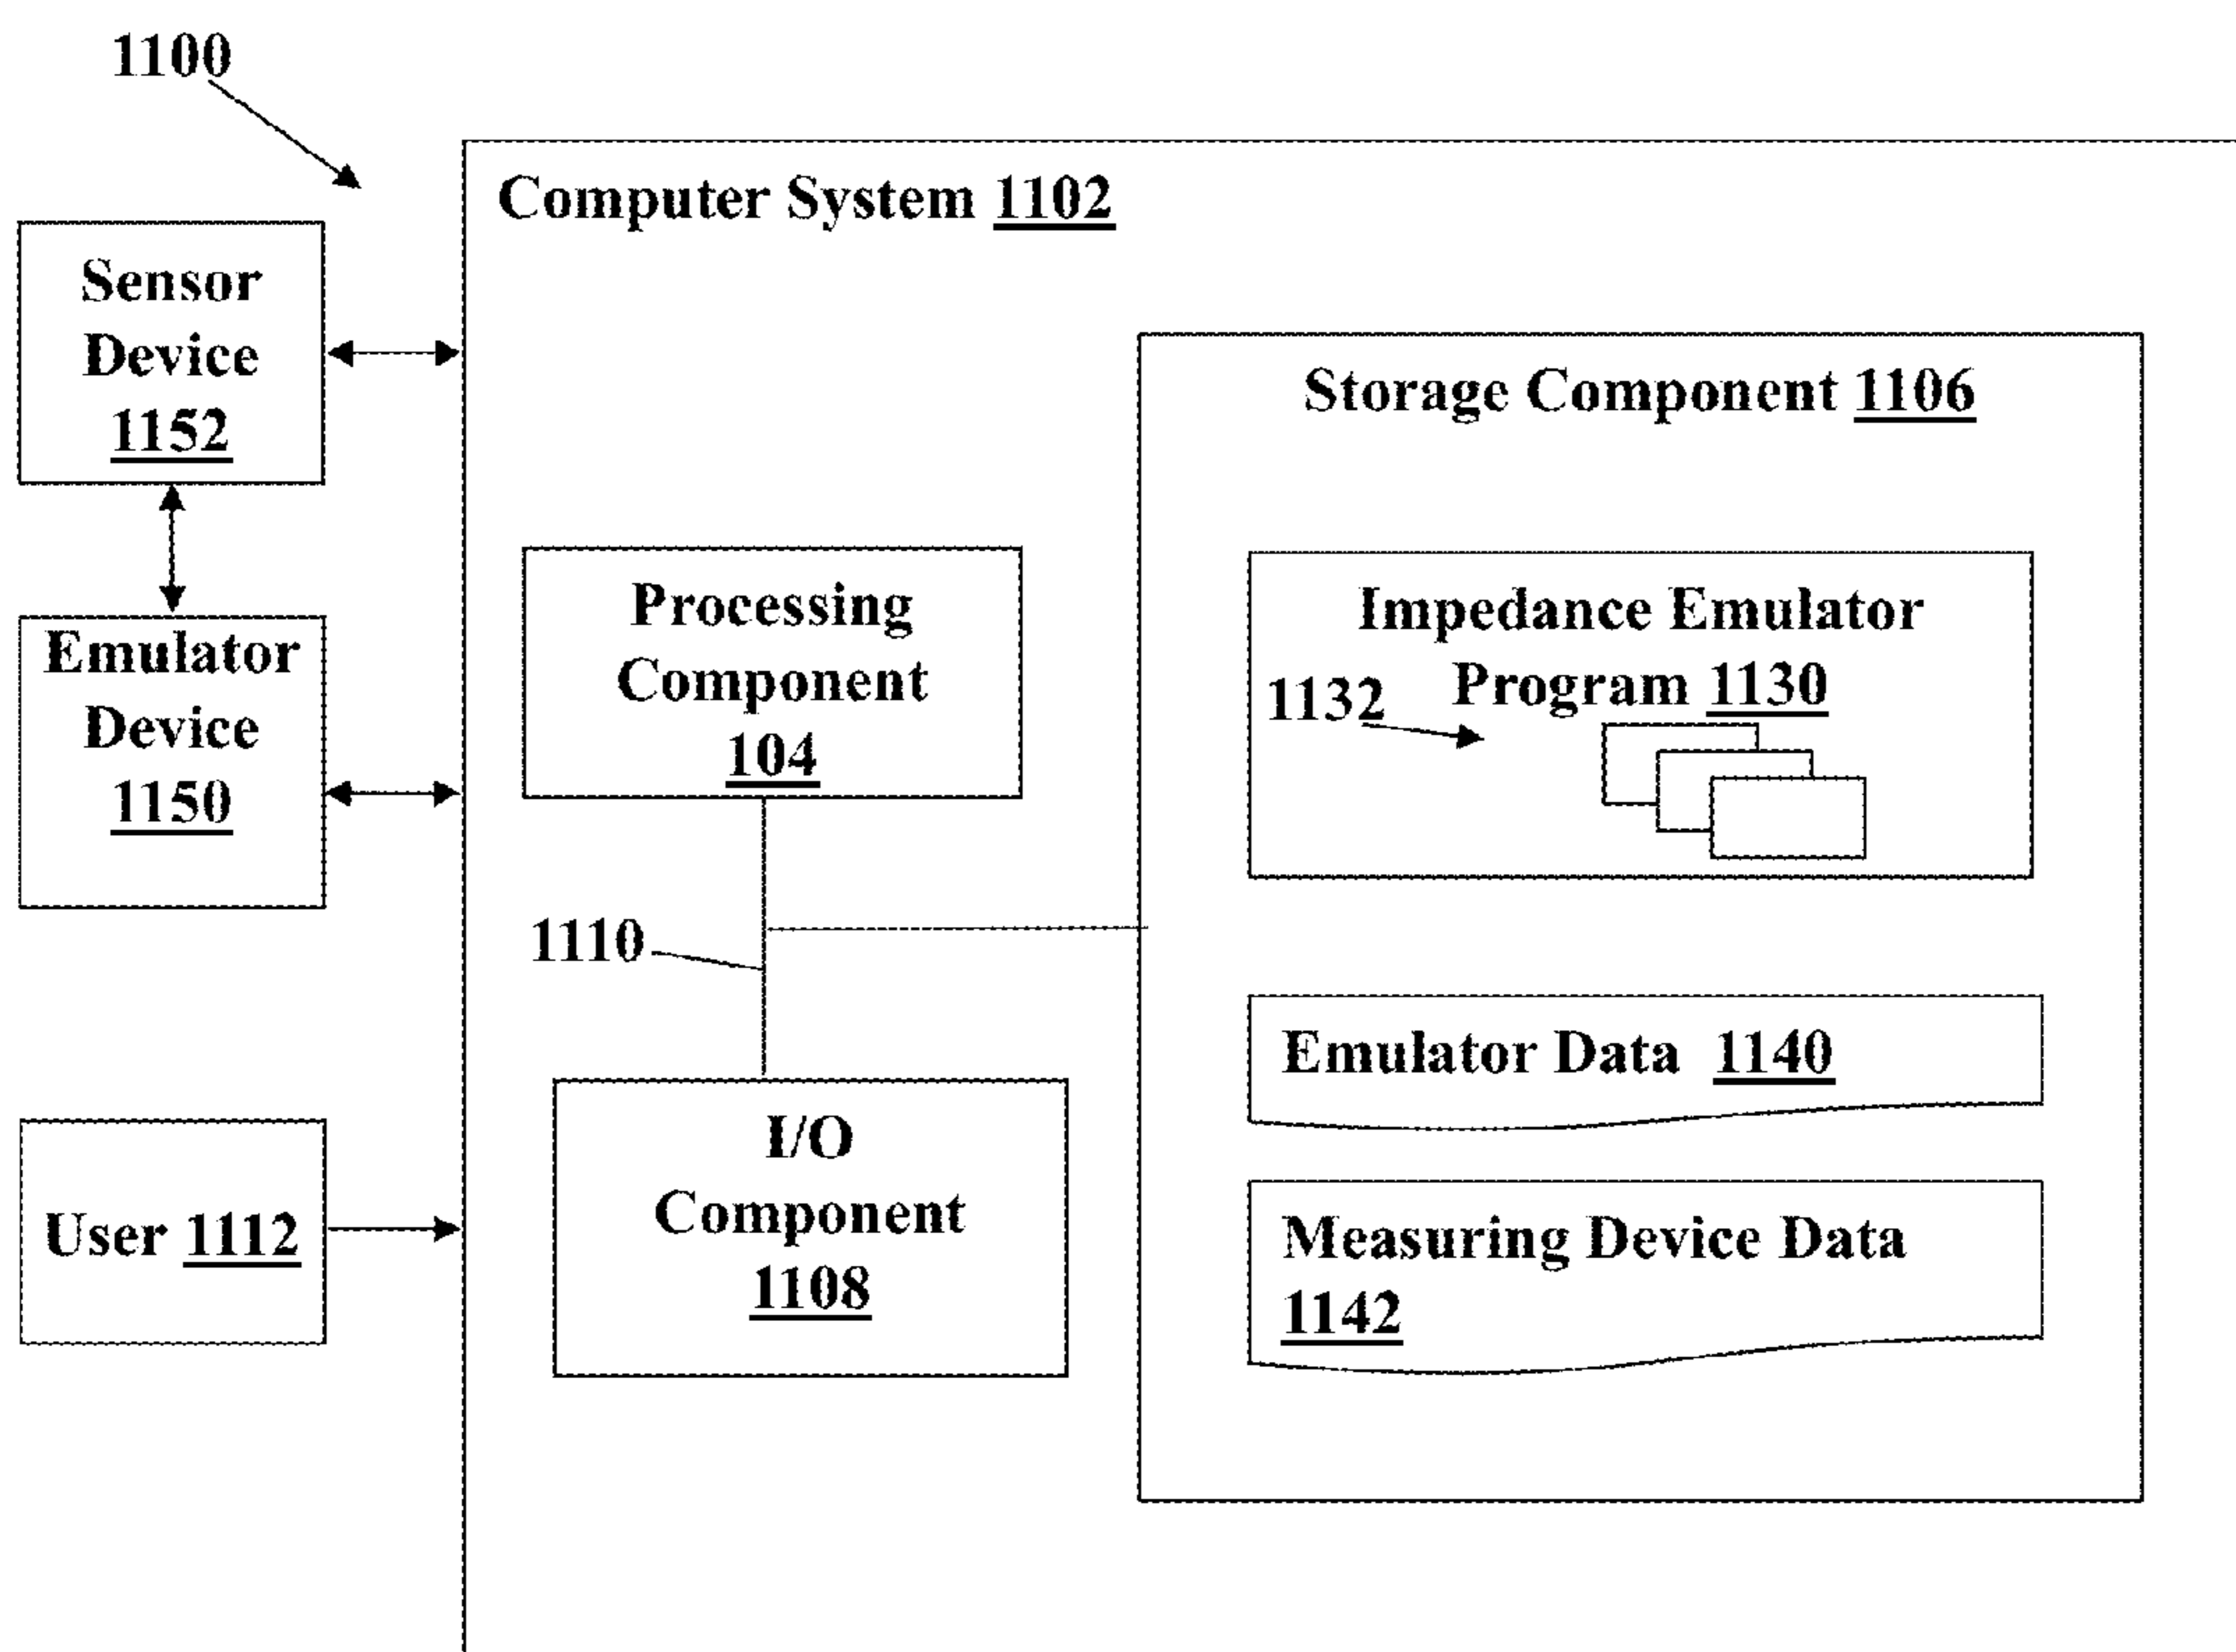 1100
Computer System 1102
Sensor
Device
1152
Storage Component 1106
Processing
Component
104
Impedance Emulator
Program 1130
1132
Emulator
Device
1150
1110
Emulator Data 1140
I/O
Component
1108
User 1112
Measuring Device Data
1142